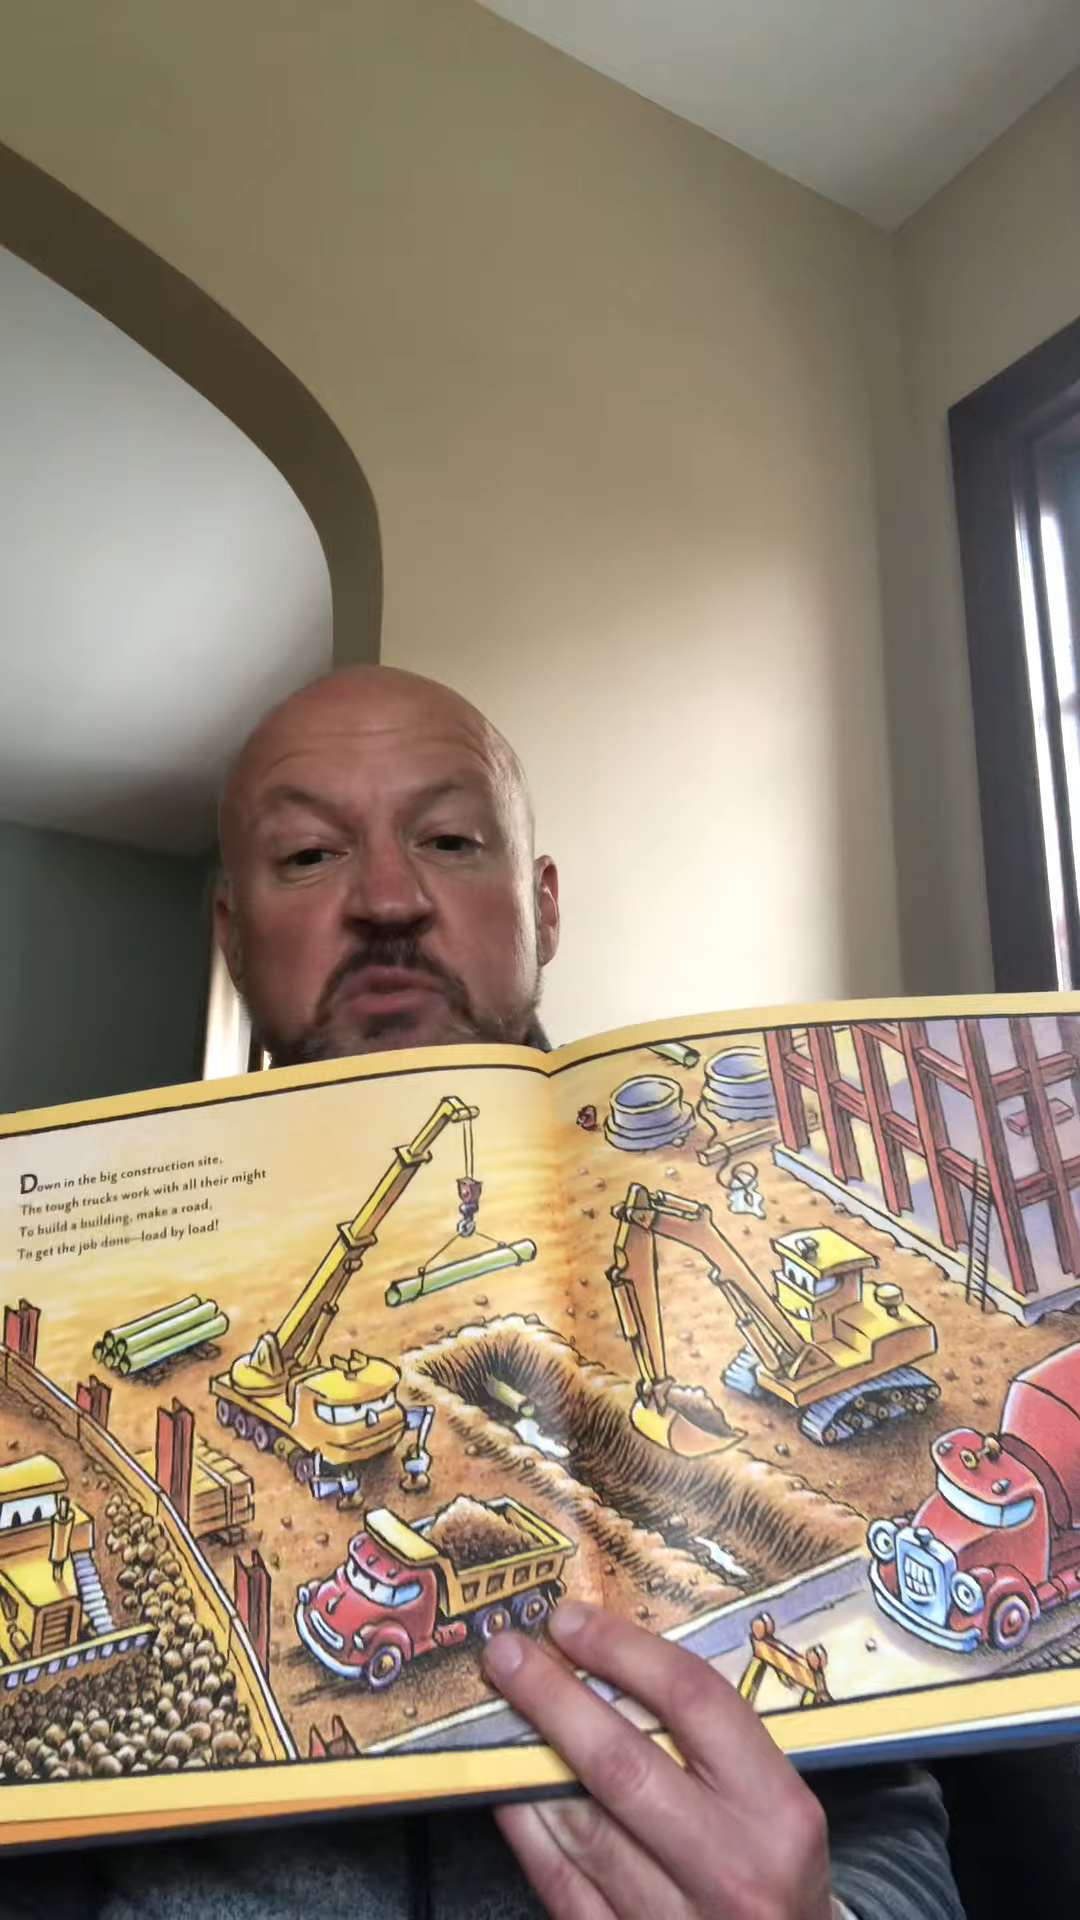 Down in the big construction site,
The tough trucks work with all their might
To build a building, make a road,
To get the job done—load by load!